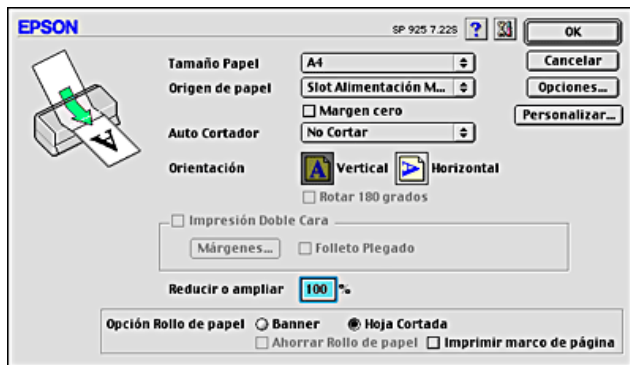 EPSON
SP 925 7.22S ? OK
Tamaño Papel A4 Cancelar
Origen de papel Slot Alimentación M... Opciones...
Margen cero Personalizar...
Auto Cortador No Cortar
Orientación A Vertical A Horizontal
Rotar 180 grados
Impresión Doble Cara
Márgenes... Folleto Plegado
Reducir o ampliar 100 %
Opción Rollo de papel Banner Hoja Cortada
Ahorrar Rollo de papel Imprimir marco de página
A